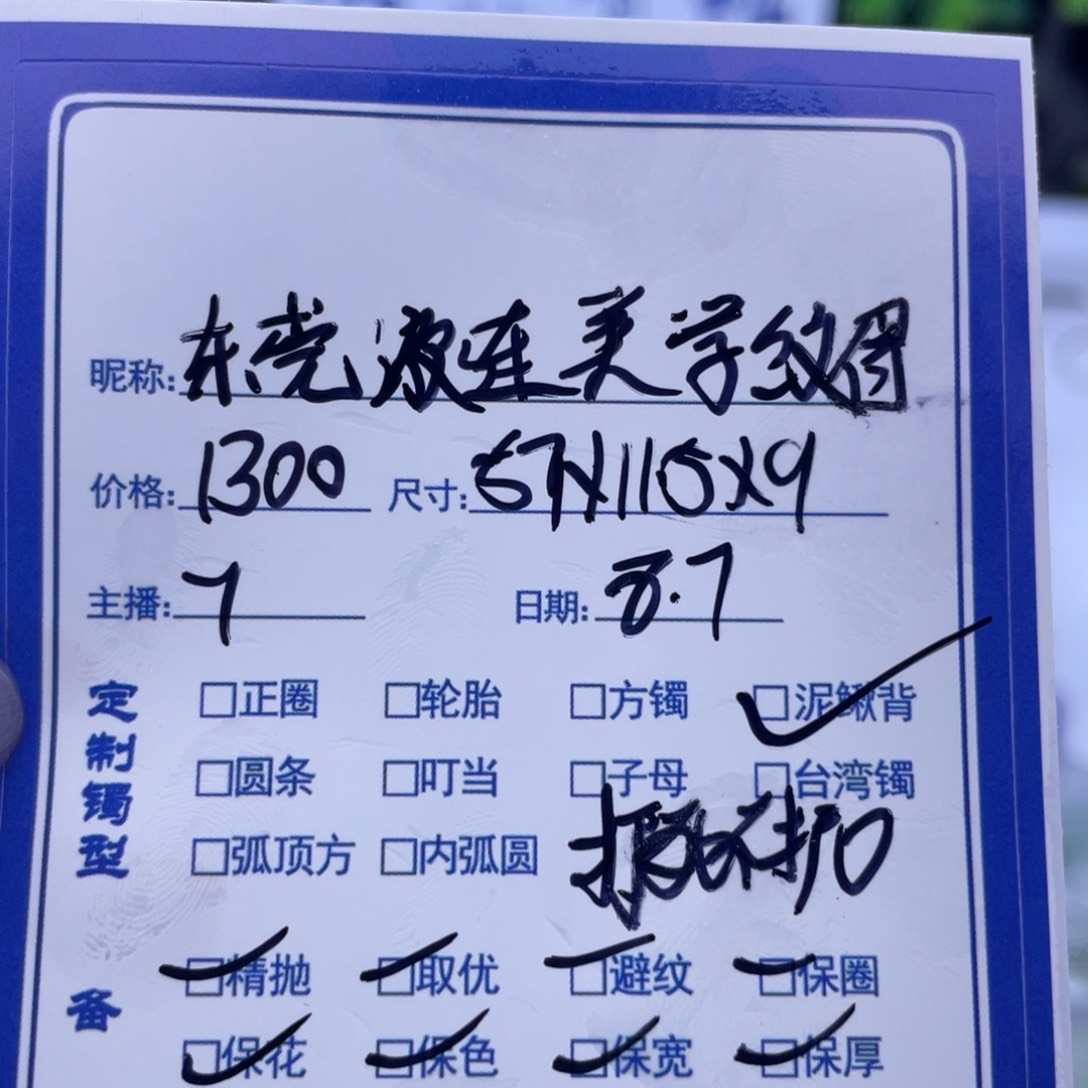 昵称: 东莞波连美学纹图
价格: 1300 尺寸: 57X115X9
主播: 7 日期: 8.7
定制镯型
□正圈 □轮胎 □方镯 □泥鳅背
□圆条 □叮当 □子母 □台湾镯
□弧顶方 □内弧圆
备
□精抛 □取优 □避纹 □保圈
□保花 □保色 □保宽 □保厚